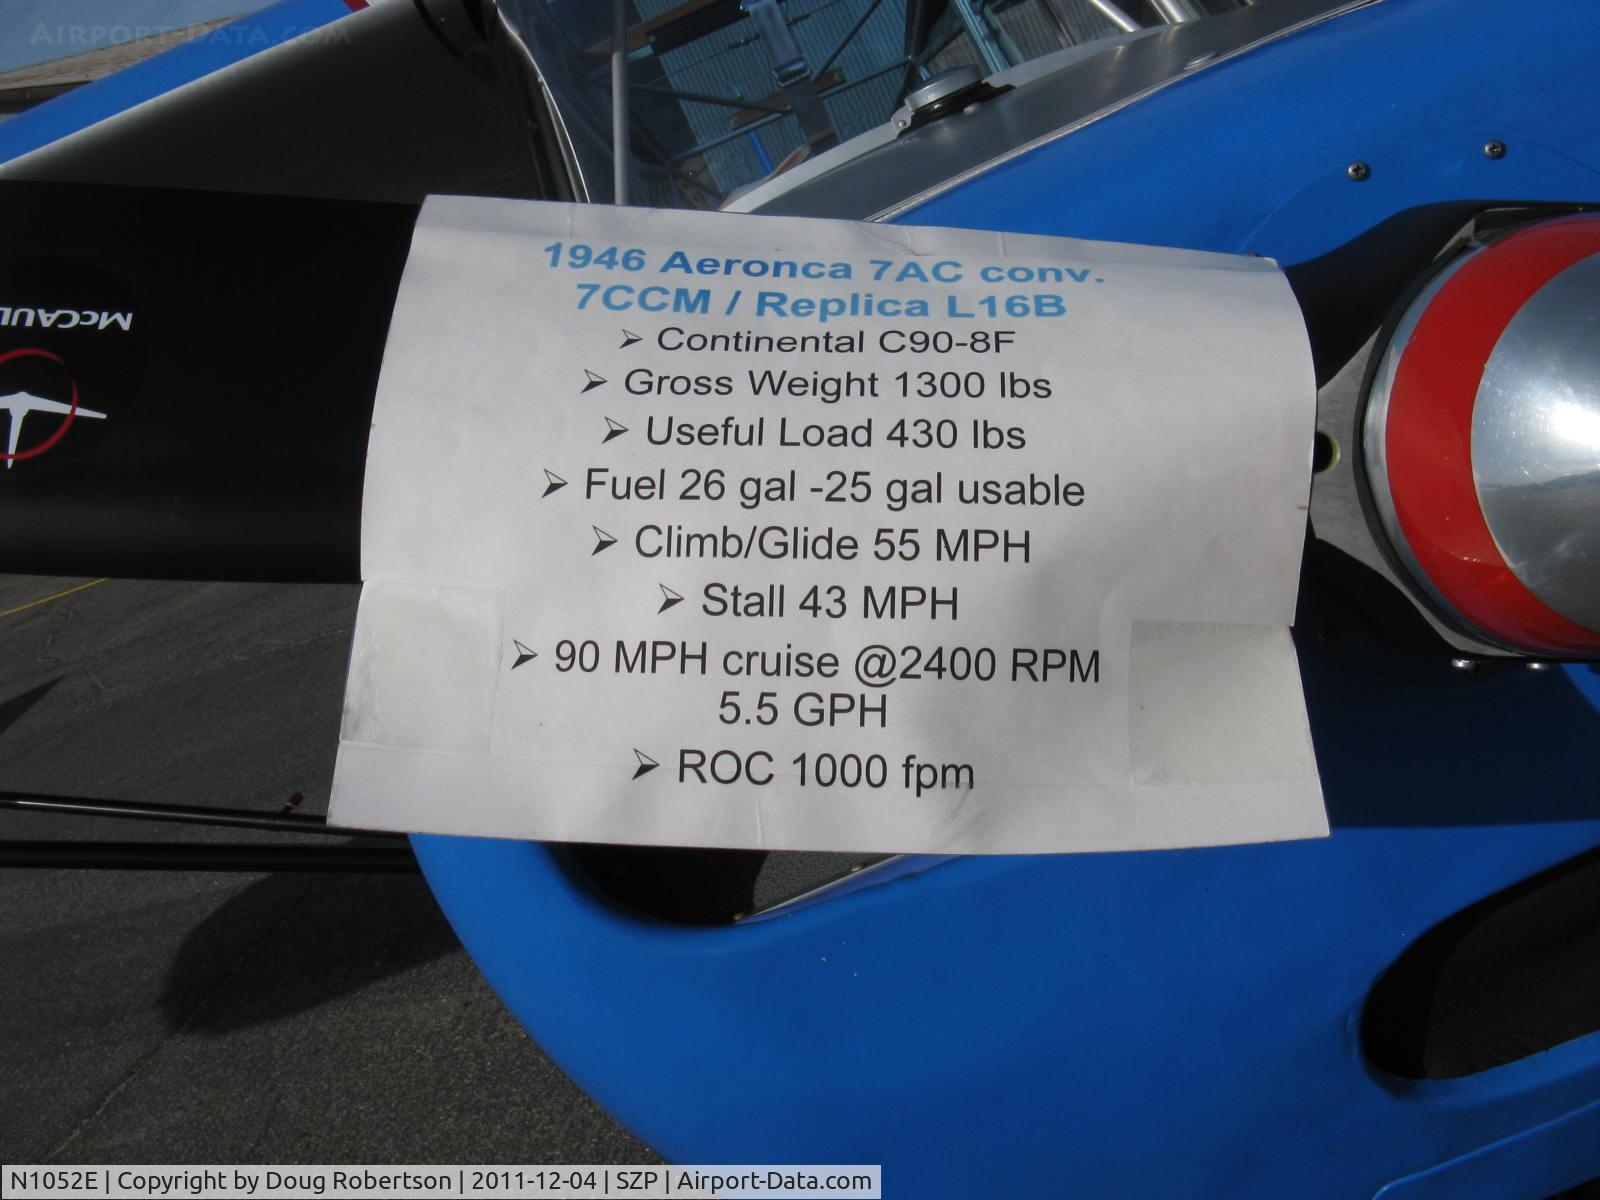 AIRPORT-DATA.COM
1946 Aeronca 7AC conv.
7CCM / Replica L16B
➢ Continental C90-8F
➢ Gross Weight 1300 lbs
➢ Useful Load 430 lbs
➢ Fuel 26 gal -25 gal usable
➢ Climb/Glide 55 MPH
➢ Stall 43 MPH
➢ 90 MPH cruise @2400 RPM
5.5 GPH
➢ ROC 1000 fpm
McCAUL
N1052E | Copyright by Doug Robertson | 2011-12-04 | SZP | Airport-Data.com